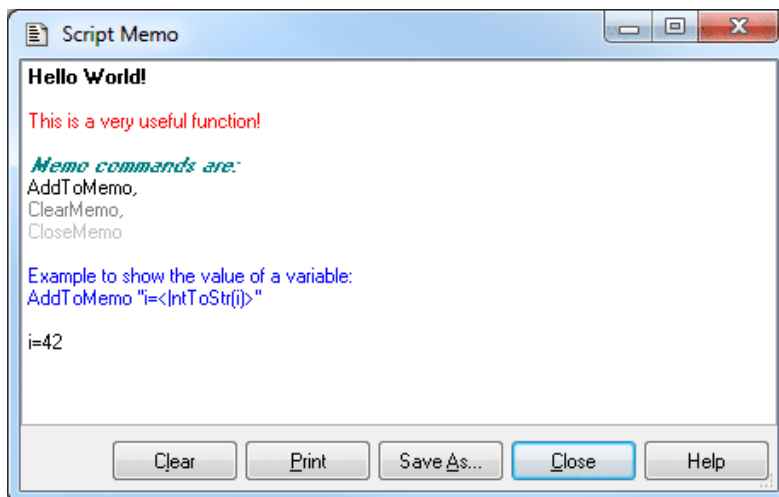 Script Memo
Hello World!
This is a very useful function!
Memo commands are:
AddToMemo,
ClearMemo,
CloseMemo
Example to show the value of a variable:
AddToMemo "i=<IntToStr(i)>"
i=42
Clear Print Save As... Close Help